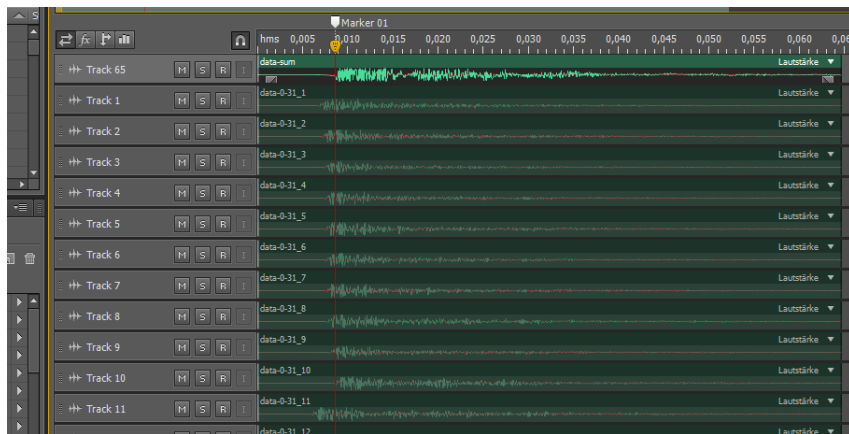 S
Marker 01
fx
hms 0,005 0,010 0,015 0,020 0,025 0,030 0,035 0,040 0,045 0,050 0,055 0,060
Track 65 M S R I data-sum Lautstärke
Track 1 M S R I data-0-31_1 Lautstärke
Track 2 M S R I data-0-31_2 Lautstärke
Track 3 M S R I data-0-31_3 Lautstärke
Track 4 M S R I data-0-31_4 Lautstärke
Track 5 M S R I data-0-31_5 Lautstärke
Track 6 M S R I data-0-31_6 Lautstärke
Track 7 M S R I data-0-31_7 Lautstärke
Track 8 M S R I data-0-31_8 Lautstärke
Track 9 M S R I data-0-31_9 Lautstärke
Track 10 M S R I data-0-31_10 Lautstärke
Track 11 M S R I data-0-31_11 Lautstärke
data-0-31_12 Lautstärke